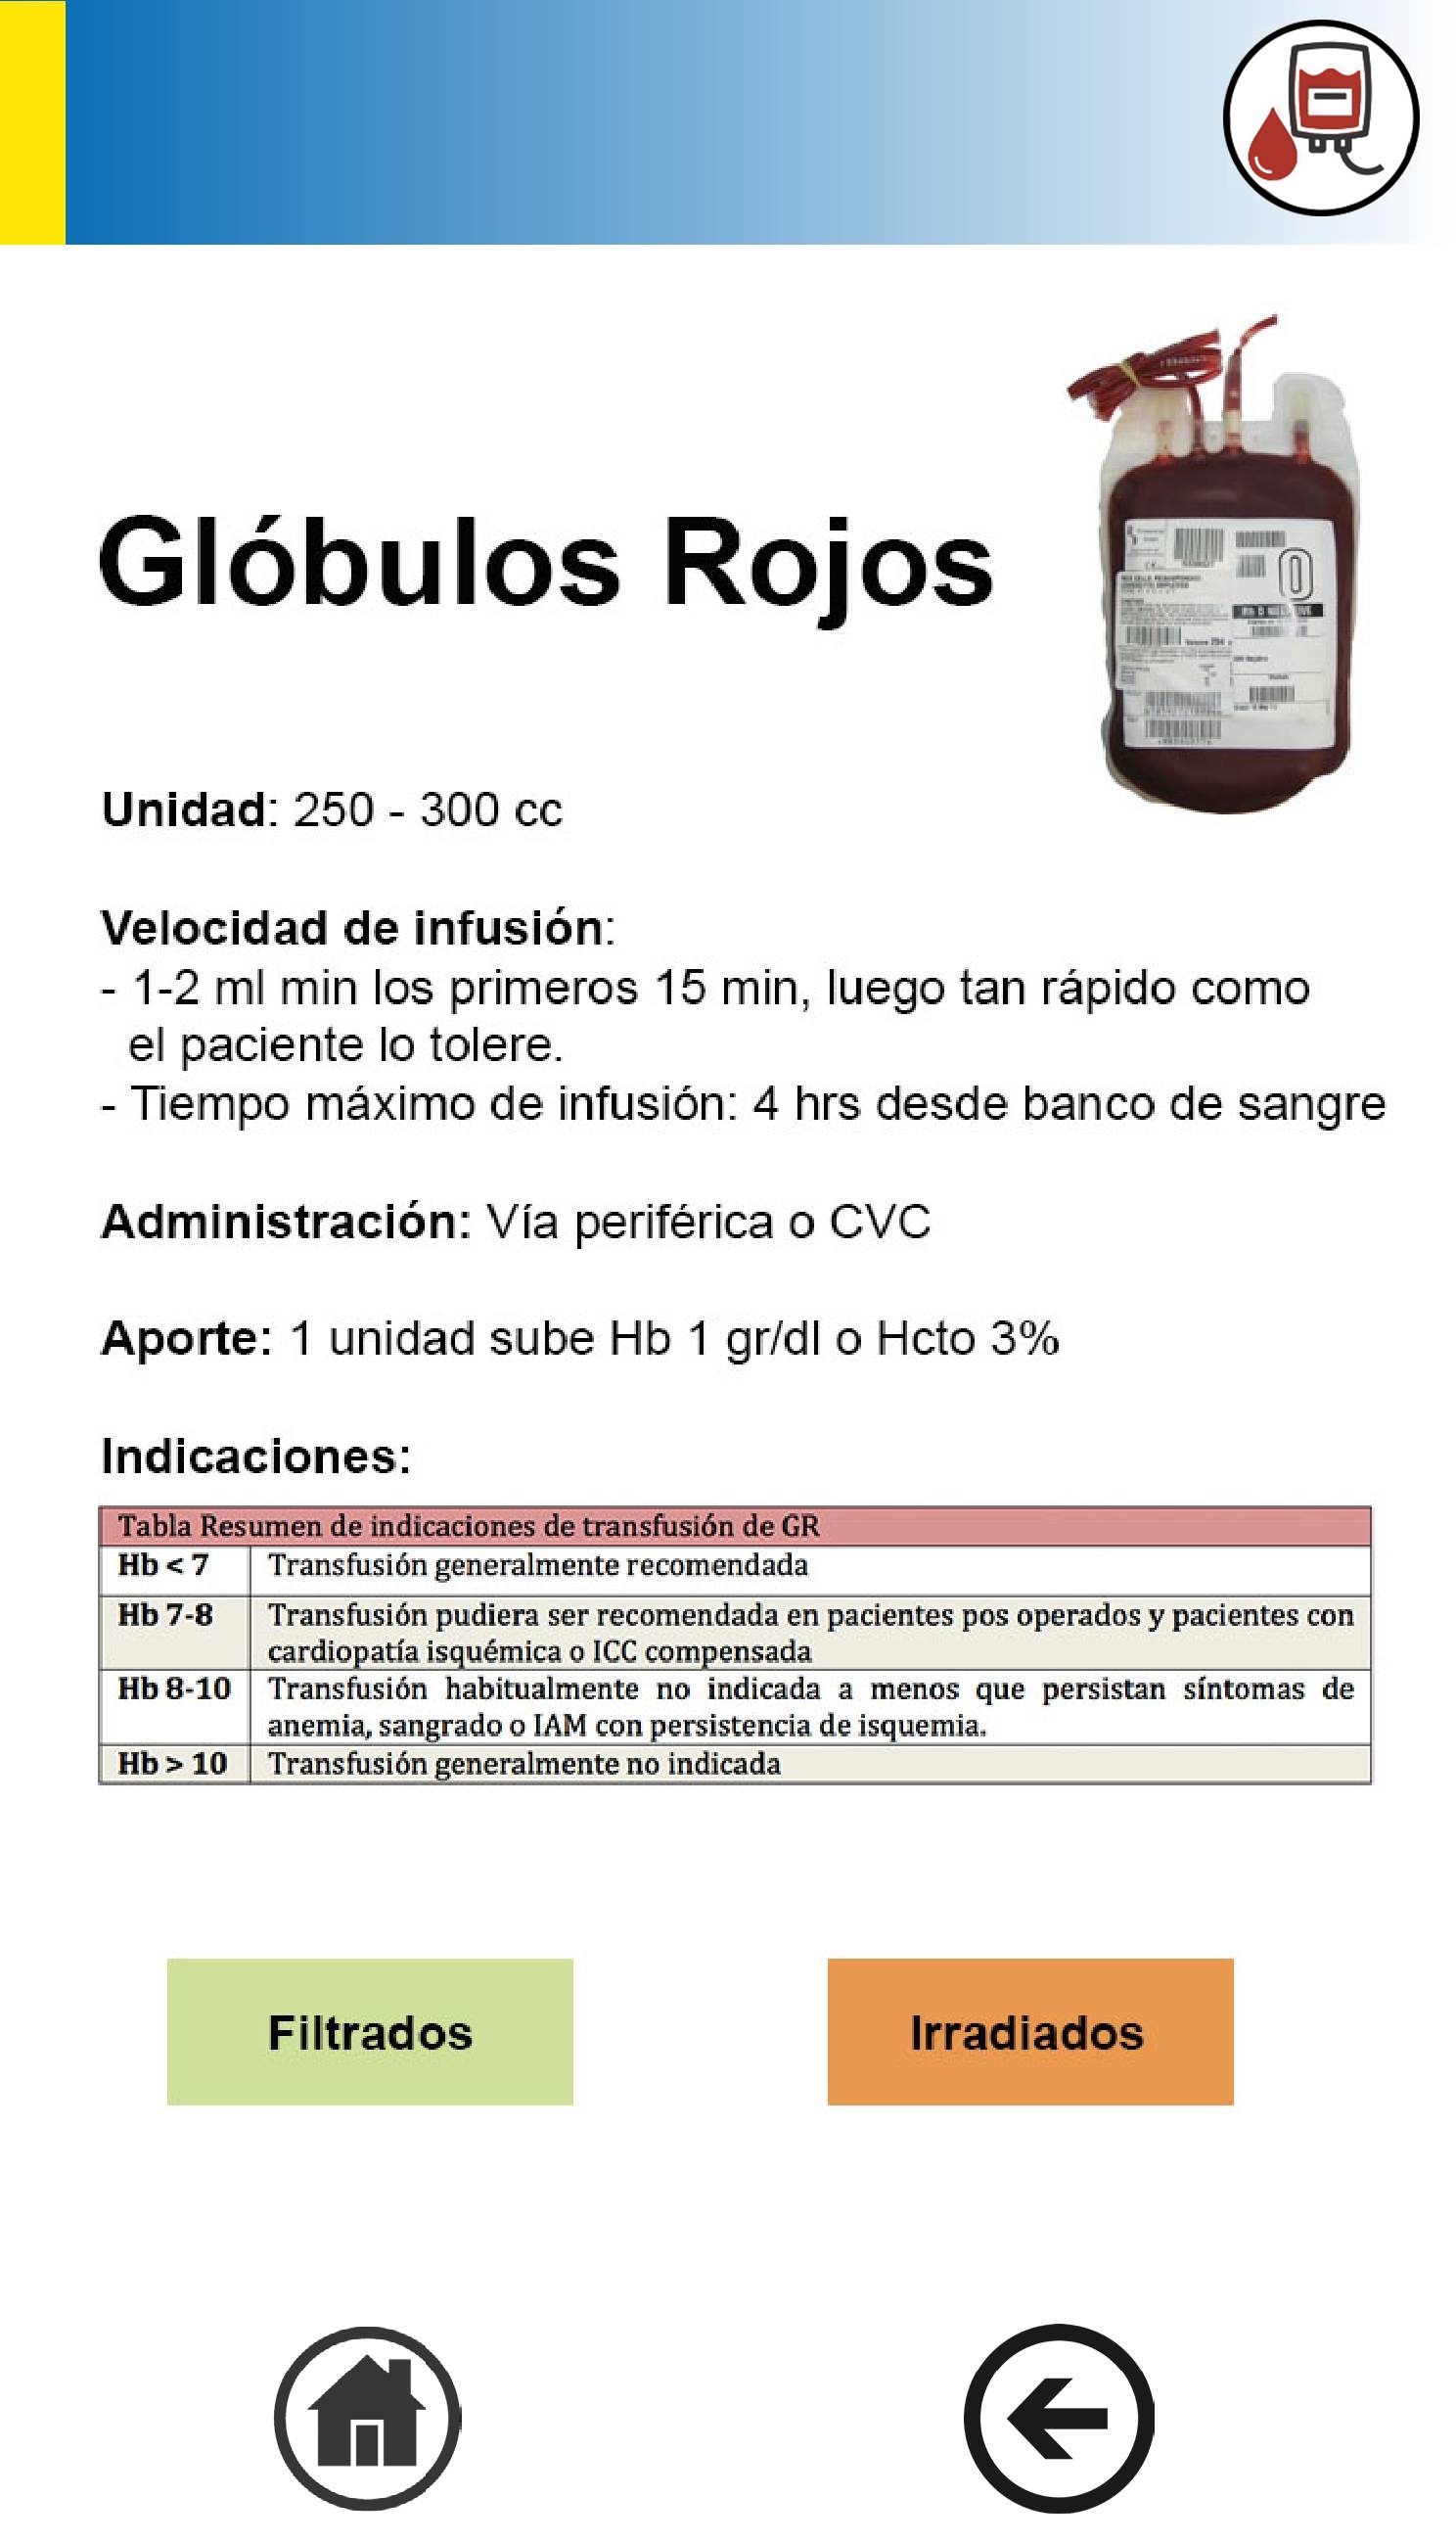 Glóbulos Rojos
Unidad: 250 - 300 cc
Velocidad de infusión:
- 1-2 ml min los primeros 15 min, luego tan rápido como
el paciente lo tolere.
- Tiempo máximo de infusión: 4 hrs desde banco de sangre
Administración: Vía periférica o CVC
Aporte: 1 unidad sube Hb 1 gr/dl o Hcto 3%
Indicaciones:
Tabla Resumen de indicaciones de transfusión de GR
Hb < 7 Transfusión generalmente recomendada
Hb 7-8 Transfusión pudiera ser recomendada en pacientes pos operados y pacientes con
cardiopatía isquémica o ICC compensada
Hb 8-10 Transfusión habitualmente no indicada a menos que persistan síntomas de
anemia, sangrado o IAM con persistencia de isquemia.
Hb > 10 Transfusión generalmente no indicada
Filtrados
Irradiados